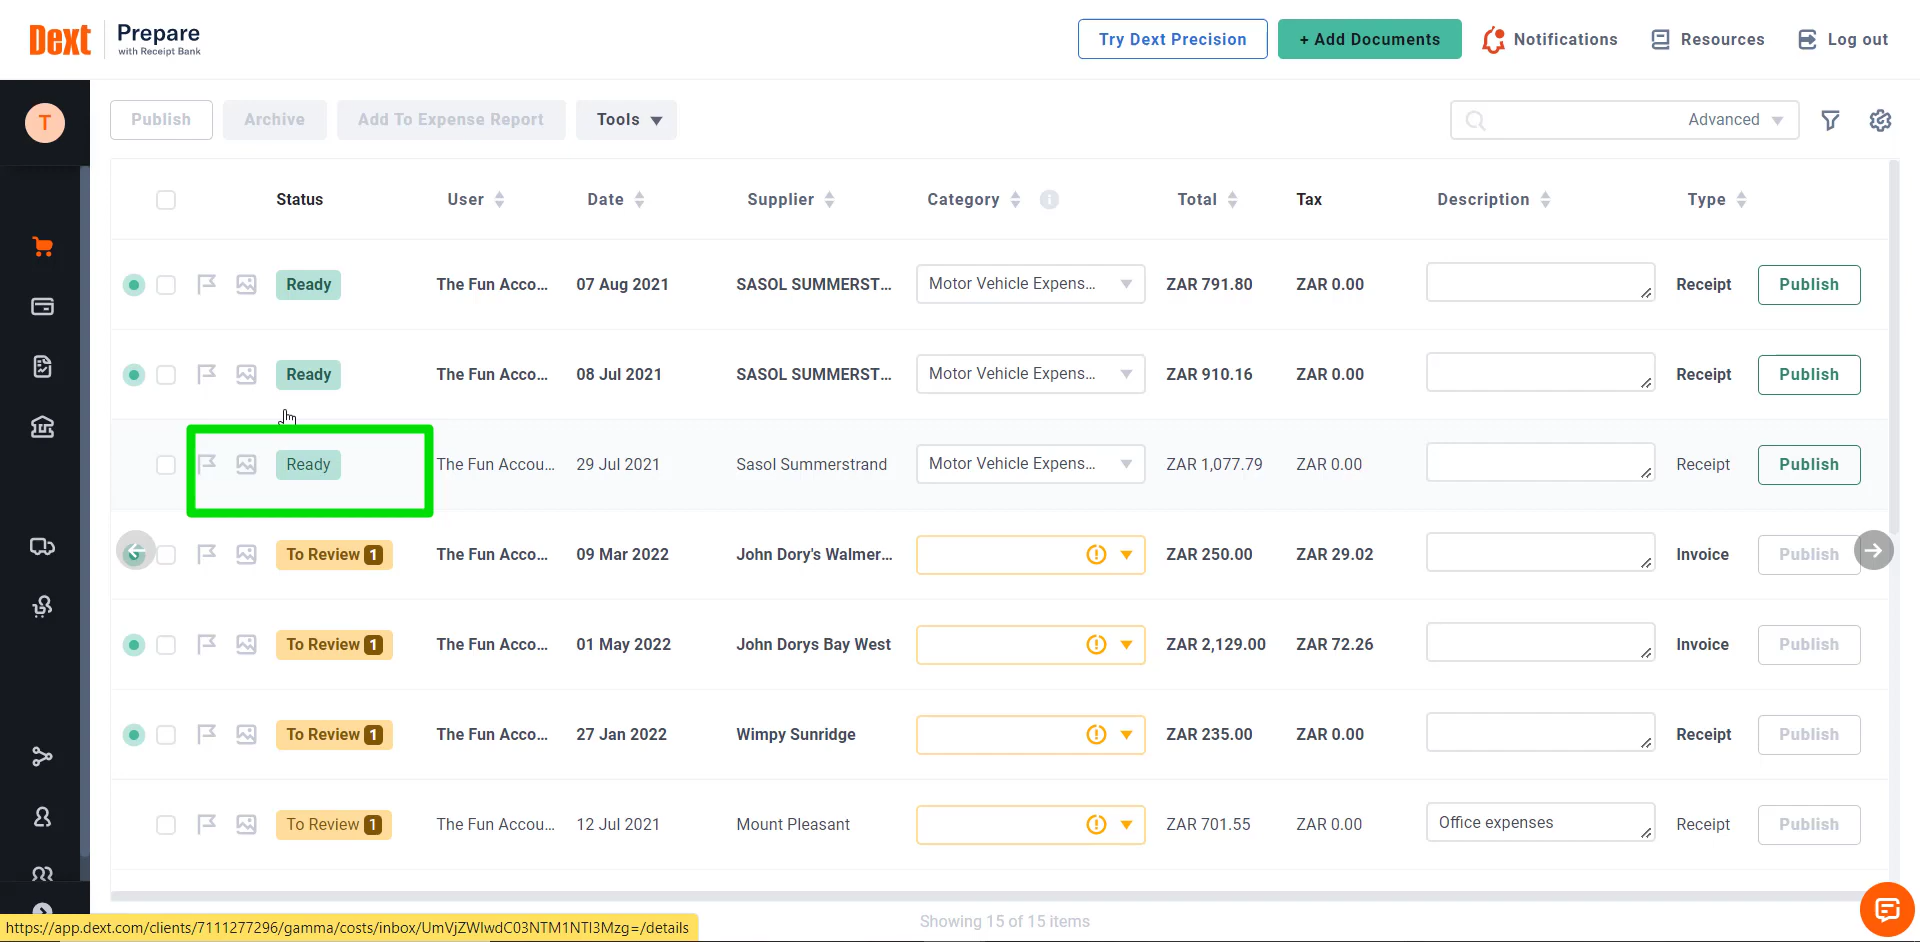 Dext Prepare with Receipt Bank
Try Dext Precision + Add Documents Notifications Resources Log out
T Publish Archive Add To Expense Report Tools Advanced
Status User Date Supplier Category Total Tax Description Type
Ready The Fun Acco... 07 Aug 2021 SASOL SUMMERST... Motor Vehicle Expens... ZAR 791.80 ZAR 0.00 Receipt Publish
Ready The Fun Acco... 08 Jul 2021 SASOL SUMMERST... Motor Vehicle Expens... ZAR 910.16 ZAR 0.00 Receipt Publish
Ready The Fun Accou... 29 Jul 2021 Sasol Summerstrand Motor Vehicle Expens... ZAR 1,077.79 ZAR 0.00 Receipt Publish
To Review 1 The Fun Acco... 09 Mar 2022 John Dory's Walmer... ZAR 250.00 ZAR 29.02 Invoice Publish
To Review 1 The Fun Acco... 01 May 2022 John Dorys Bay West ZAR 2,129.00 ZAR 72.26 Invoice Publish
To Review 1 The Fun Acco... 27 Jan 2022 Wimpy Sunridge ZAR 235.00 ZAR 0.00 Receipt Publish
To Review 1 The Fun Accou... 12 Jul 2021 Mount Pleasant ZAR 701.55 ZAR 0.00 Office expenses Receipt Publish
Showing 15 of 15 items
https://app.dext.com/clients/7111277296/gamma/costs/inbox/UmVjZWlwdC03NTM1NTI3Mzg=/details